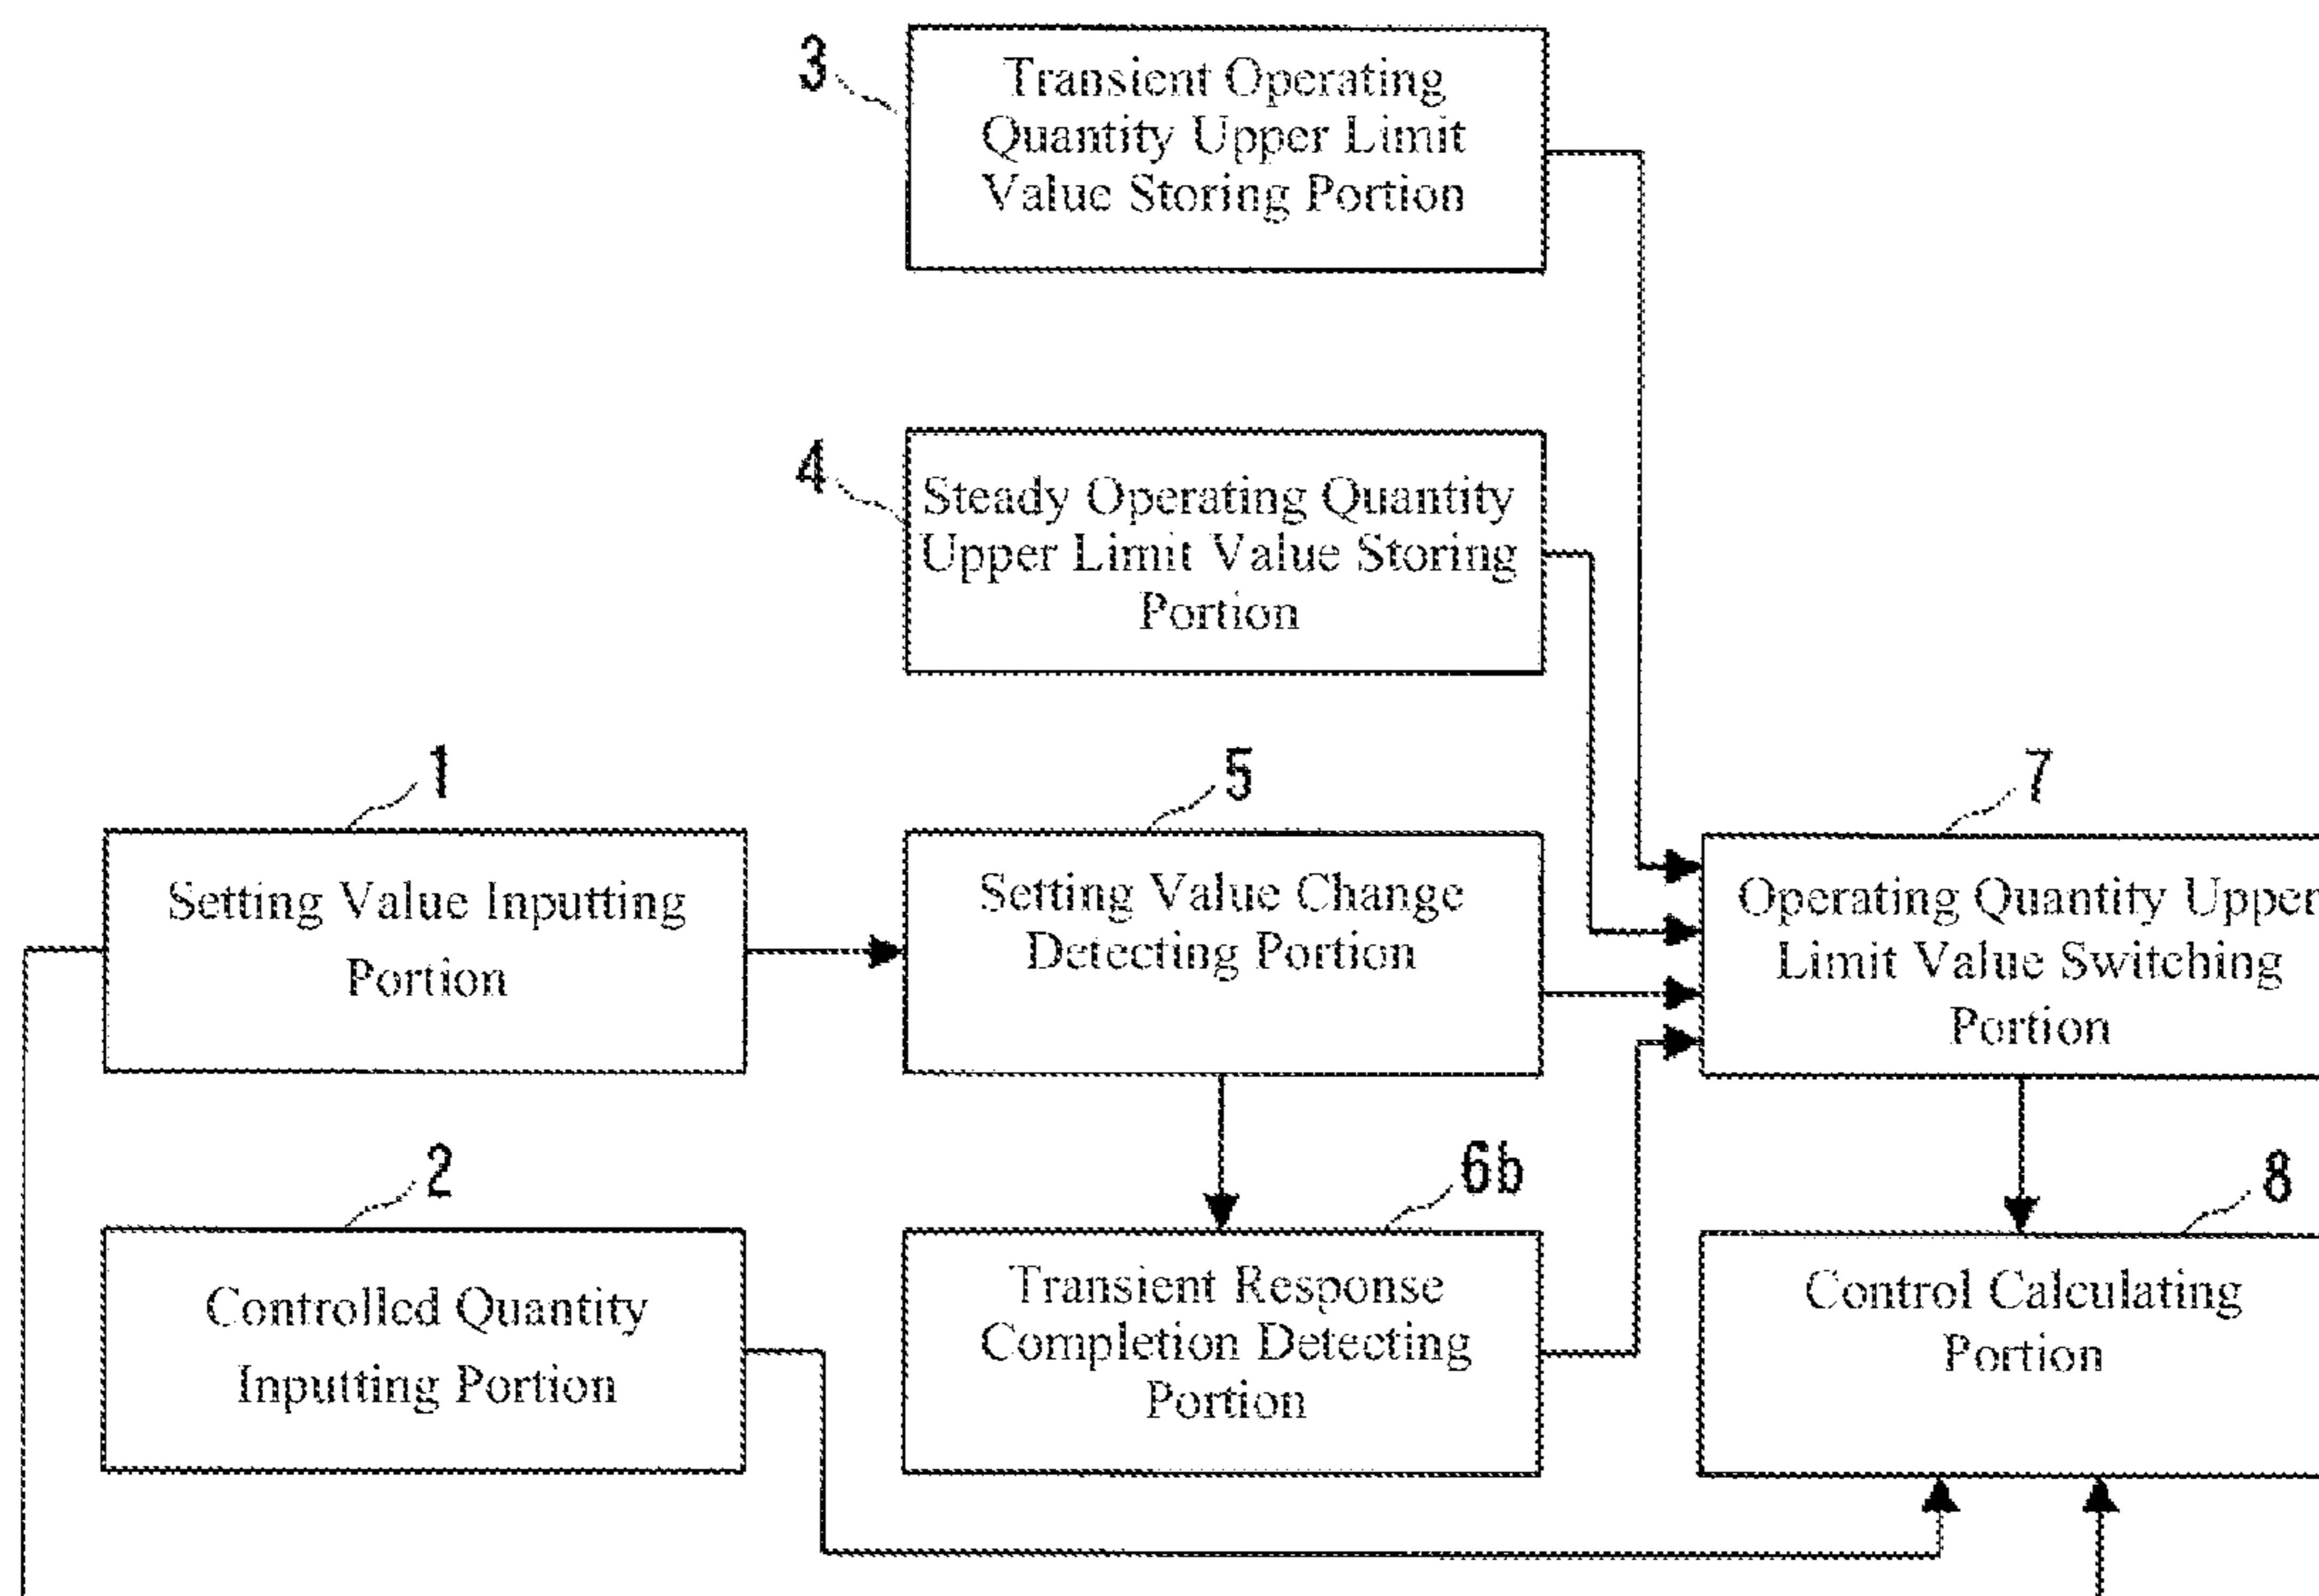 3
Transient Operating
Quantity Upper Limit
Value Storing Portion
4
Steady Operating Quantity
Upper Limit Value Storing
Portion
1
Setting Value Inputting
Portion
5
Setting Value Change
Detecting Portion
7
Operating Quantity Upper
Limit Value Switching
Portion
2
Controlled Quantity
Inputting Portion
6b
Transient Response
Completion Detecting
Portion
8
Control Calculating
Portion